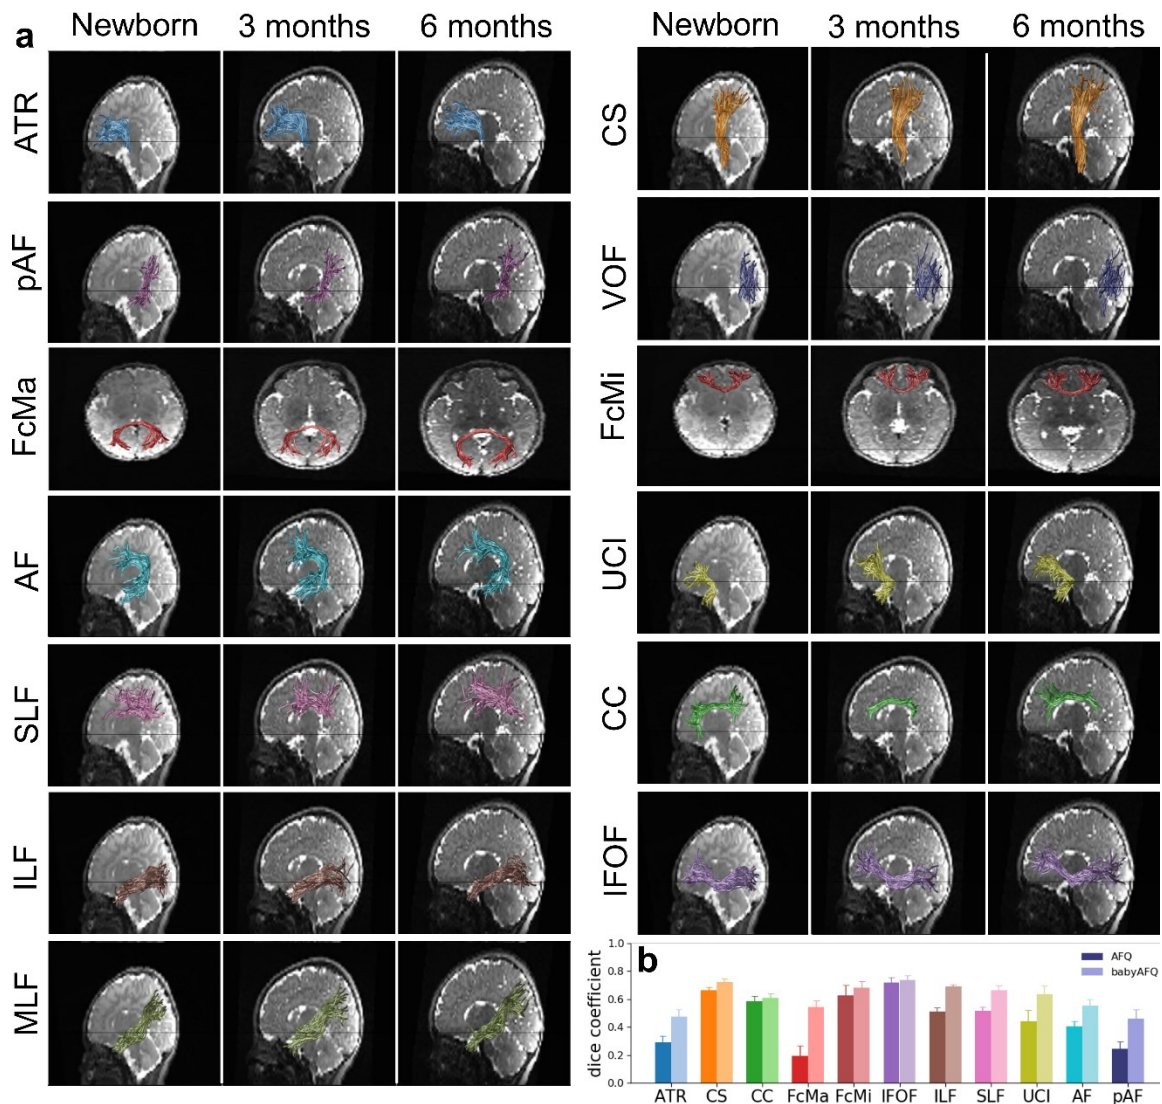 a
Newborn 3 months 6 months
ATR
pAF
FcMa
AF
SLF
ILF
MLF
Newborn 3 months 6 months
CS
VOF
FcMi
UCI
CC
IFOF
b
AFQ
babyAFQ
dice coefficient
1.0
0.8
0.6
0.4
0.2
0.0
ATR CS CC FcMa FcMi IFOF ILF SLF UCI AF pAF